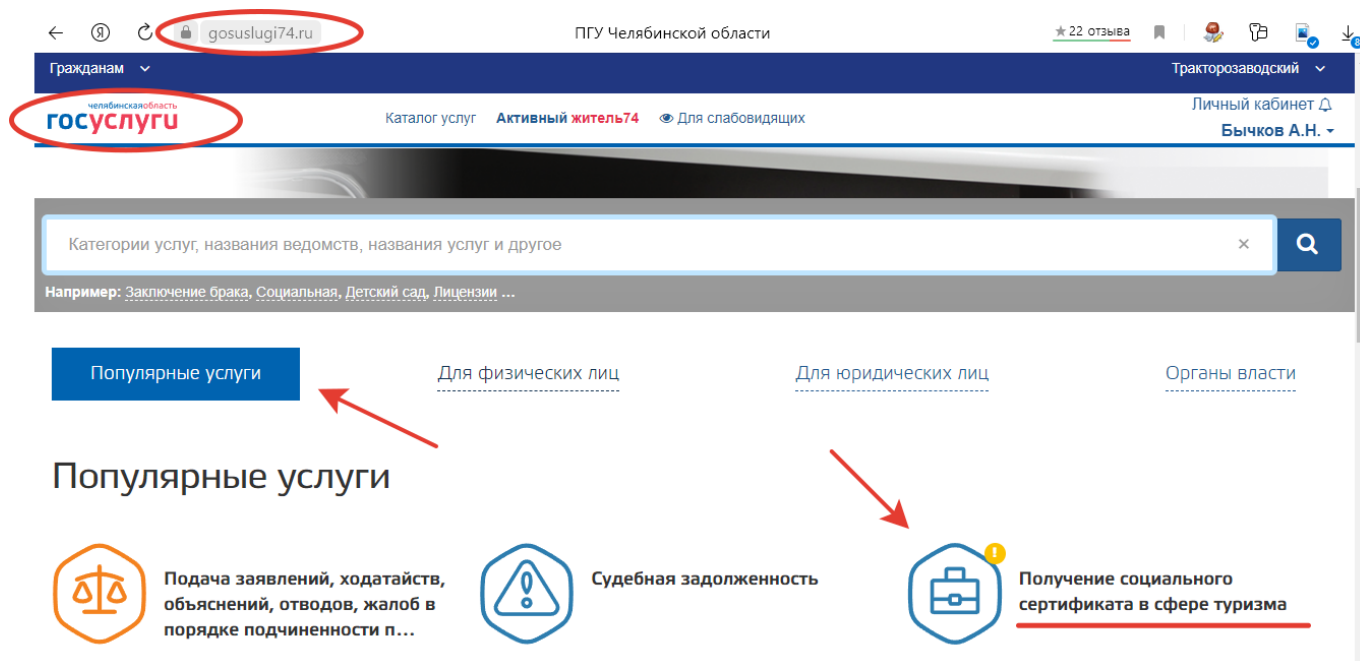 gosuslugi74.ru ПГУ Челябинской области ★ 22 отзыва
Гражданам Тракторозаводский
челябинскаяобласть
госуслуги
Каталог услуг Активный житель74 Для слабовидящих
Личный кабинет
Бычков А.Н.
Категории услуг, названия ведомств, названия услуг и другое
Например: Заключение брака, Социальная, Детский сад, Лицензии ...
Популярные услуги Для физических лиц Для юридических лиц Органы власти
Популярные услуги
Подача заявлений, ходатайств,
объяснений, отводов, жалоб в
порядке подчиненности п...
Судебная задолженность
Получение социального
сертификата в сфере туризма